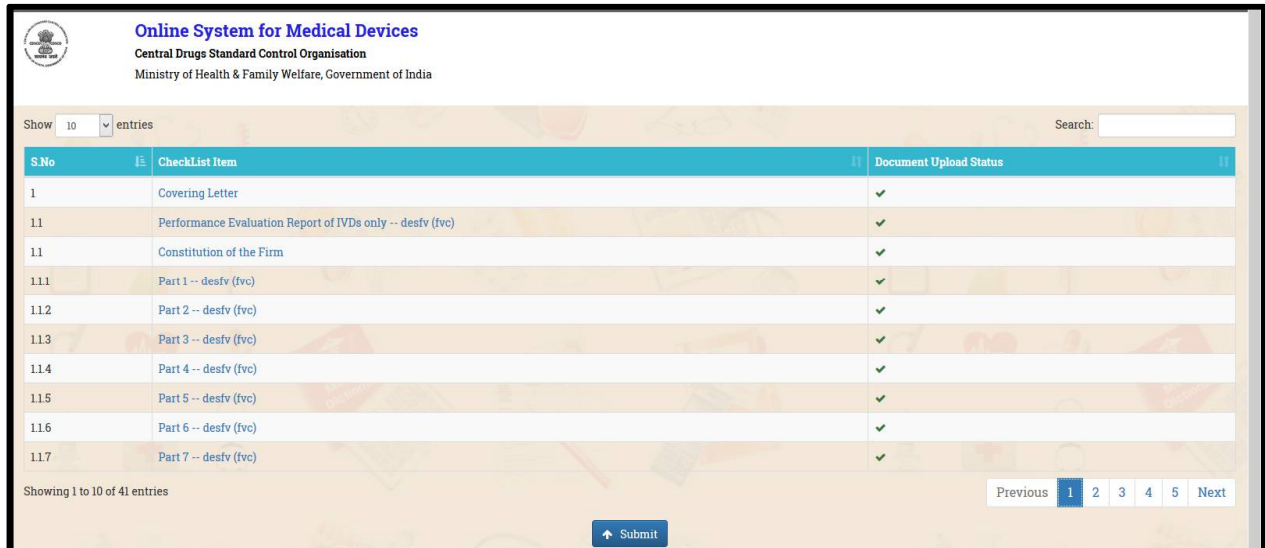 Online System for Medical Devices
Central Drugs Standard Control Organisation
Ministry of Health & Family Welfare, Government of India
Show 10 entries Search:
S.No CheckList Item Document Upload Status
1 Covering Letter ✔
1.1 Performance Evaluation Report of IVDs only -- desfv (fvc) ✔
1.1 Constitution of the Firm ✔
1.1.1 Part 1 -- desfv (fvc) ✔
1.1.2 Part 2 -- desfv (fvc) ✔
1.1.3 Part 3 -- desfv (fvc) ✔
1.1.4 Part 4 -- desfv (fvc) ✔
1.1.5 Part 5 -- desfv (fvc) ✔
1.1.6 Part 6 -- desfv (fvc) ✔
1.1.7 Part 7 -- desfv (fvc) ✔
Showing 1 to 10 of 41 entries Previous 1 2 3 4 5 Next
Submit